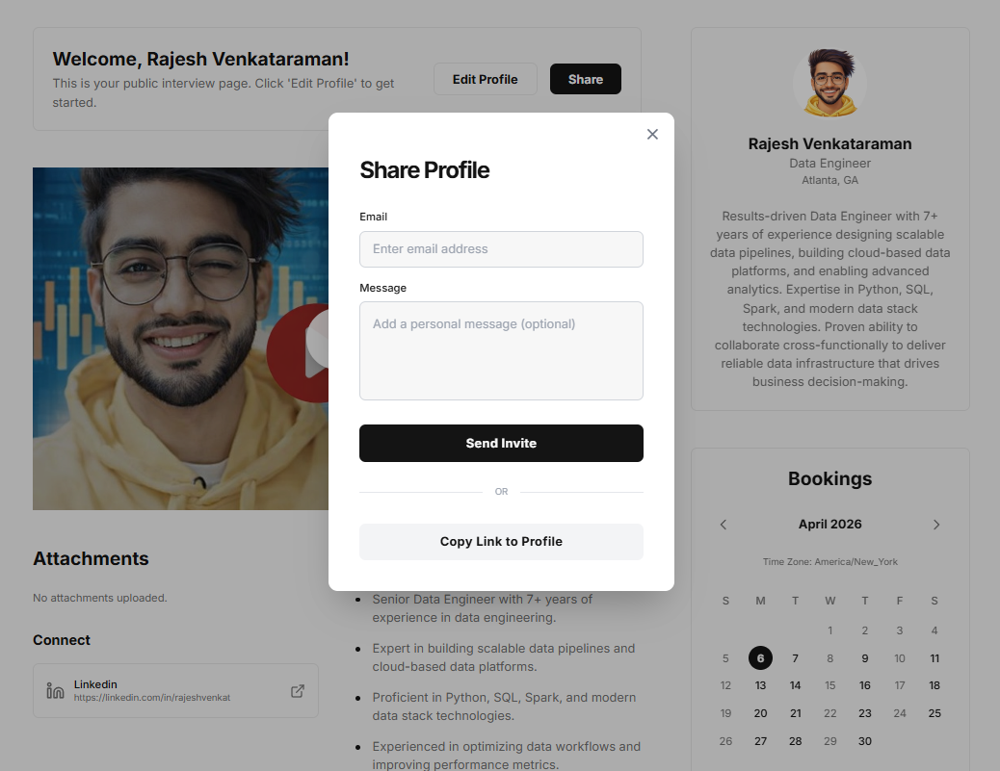 Welcome, Rajesh Venkataraman!
This is your public interview page. Click 'Edit Profile' to get
started.
Edit Profile
Share
Share Profile
Email
Enter email address
Message
Add a personal message (optional)
Send Invite
OR
Copy Link to Profile
Attachments
No attachments uploaded.
Connect
Linkedin
https://linkedin.com/in/rajeshvenkat
Senior Data Engineer with 7+ years of
experience in data engineering.
Expert in building scalable data pipelines and
cloud-based data platforms.
Proficient in Python, SQL, Spark, and modern
data stack technologies.
Experienced in optimizing data workflows and
improving performance metrics.
Rajesh Venkataraman
Data Engineer
Atlanta, GA
Results-driven Data Engineer with 7+
years of experience designing scalable
data pipelines, building cloud-based data
platforms, and enabling advanced
analytics. Expertise in Python, SQL,
Spark, and modern data stack
technologies. Proven ability to
collaborate cross-functionally to deliver
reliable data infrastructure that drives
business decision-making.
Bookings
April 2026
Time Zone: America/New_York
S M T W T F S
1 2 3 4
5 6 7 8 9 10 11
12 13 14 15 16 17 18
19 20 21 22 23 24 25
26 27 28 29 30